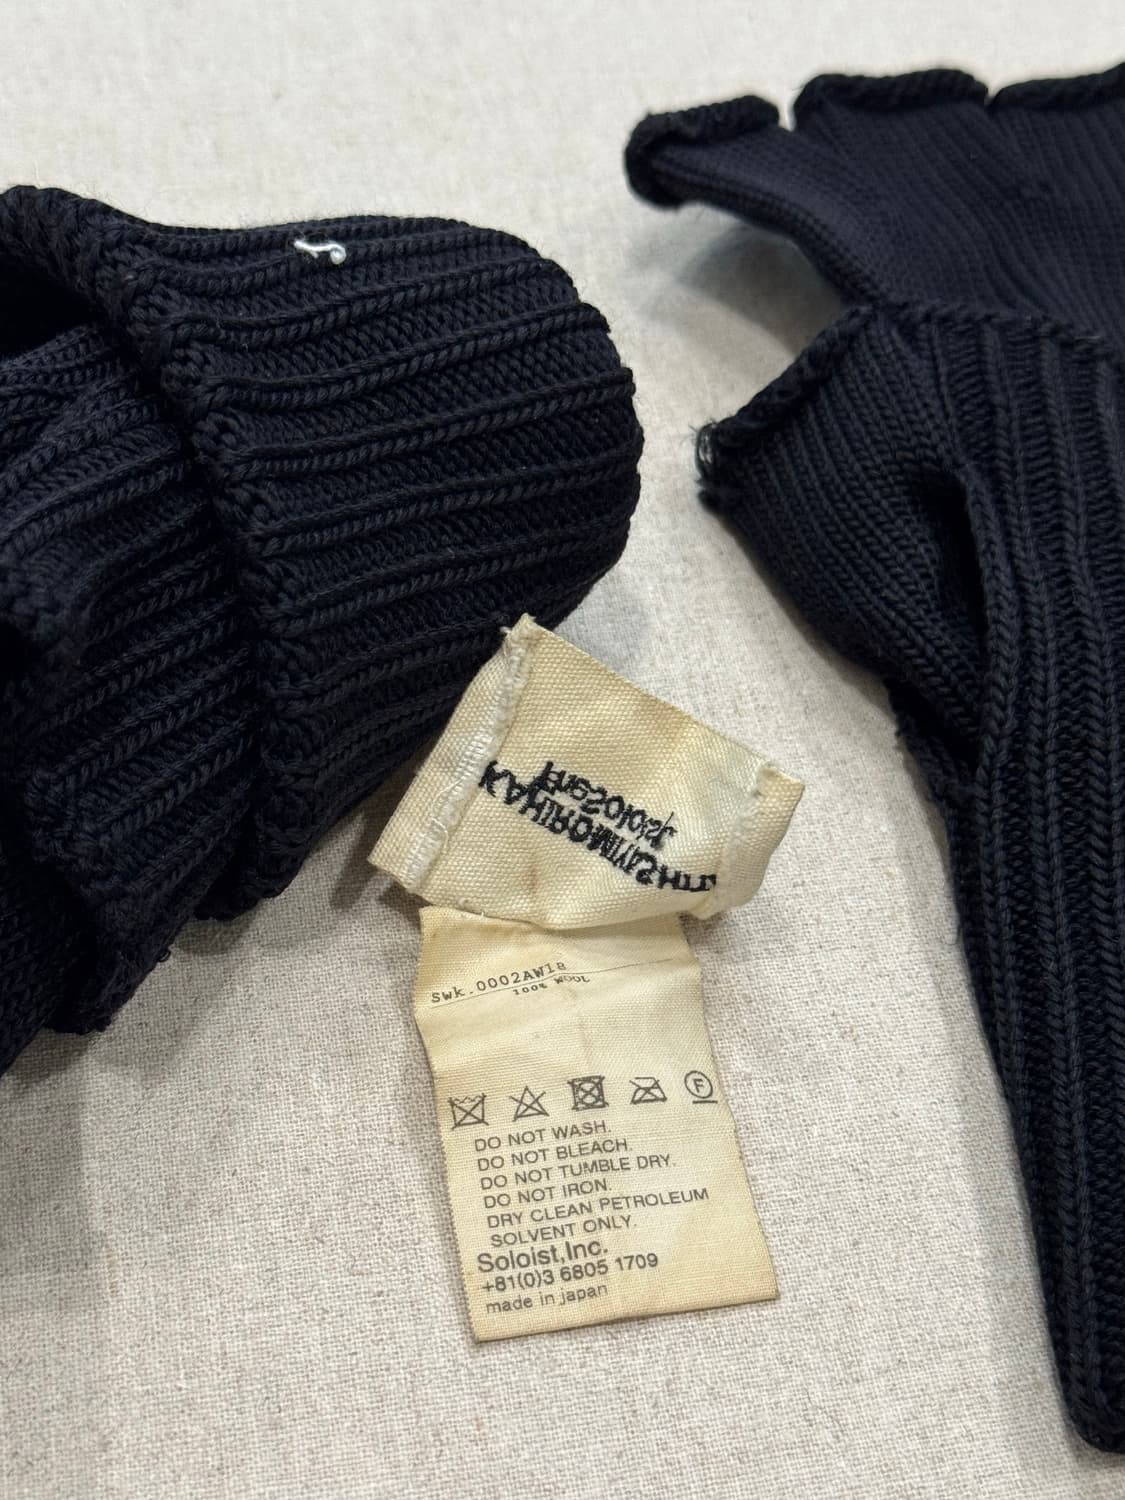 KAHIROMIYASHIT
TheSoloist.
swk.0002AW18
100% WOOL
DO NOT WASH.
DO NOT BLEACH.
DO NOT TUMBLE DRY.
DO NOT IRON.
DRY CLEAN PETROLEUM
SOLVENT ONLY.
Soloist,Inc.
+81(0)3 6805 1709
made in japan
F